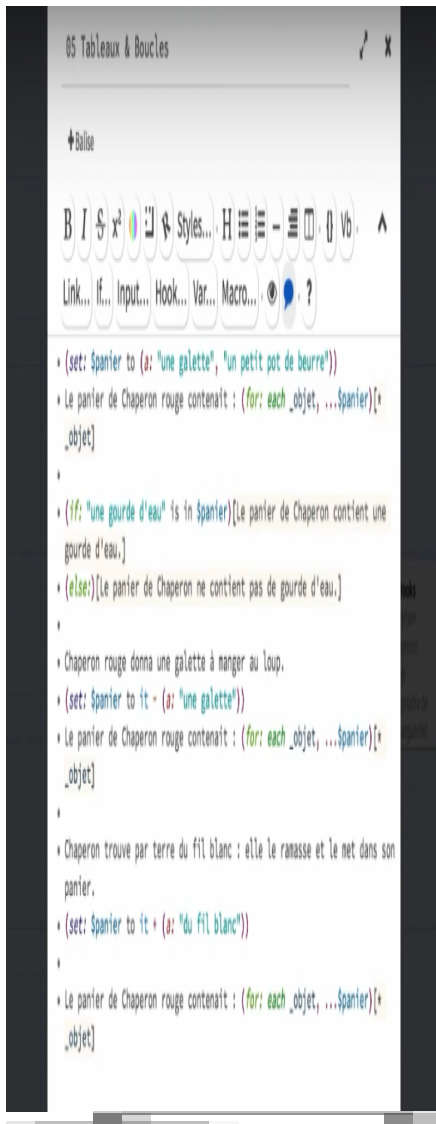 05 Tableaux & Boucles
Balise
B I S x² Styles... H Vb
Link... If... Input... Hook... Var... Macro... ?
(set: $panier to (a: "une galette", "un petit pot de beurre"))
Le panier de Chaperon rouge contenait : (for: each _objet, ...$panier)[*
_objet]
(if: "une gourde d'eau" is in $panier)[Le panier de Chaperon contient une
gourde d'eau.]
(else:)[Le panier de Chaperon ne contient pas de gourde d'eau.]
Chaperon rouge donna une galette à manger au loup.
(set: $panier to it - (a: "une galette"))
Le panier de Chaperon rouge contenait : (for: each _objet, ...$panier)[*
_objet]
Chaperon trouve par terre du fil blanc : elle le ramasse et le met dans son
panier.
(set: $panier to it + (a: "du fil blanc"))
Le panier de Chaperon rouge contenait : (for: each _objet, ...$panier)[*
_objet]